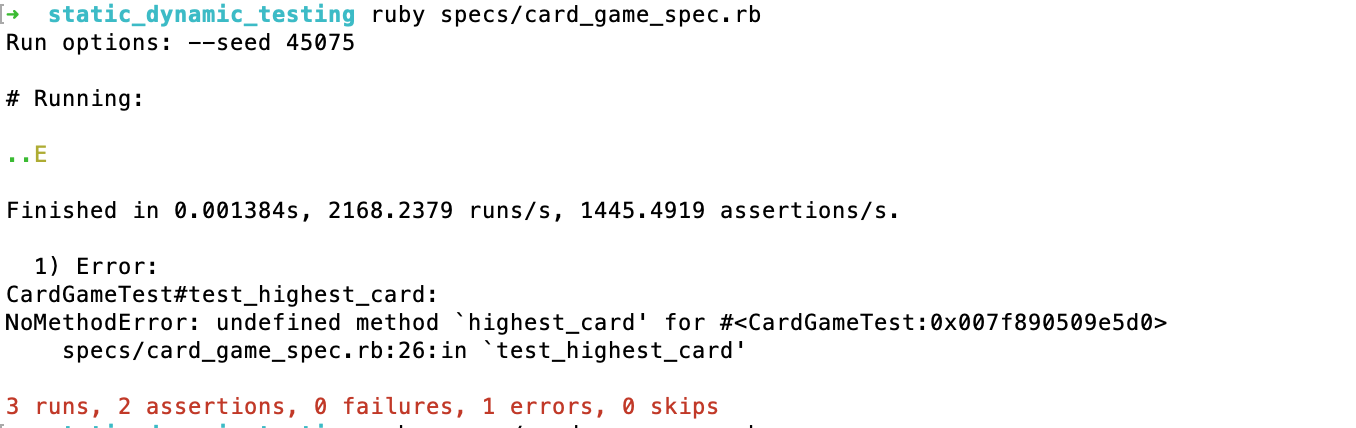 → static_dynamic_testing ruby specs/card_game_spec.rb
Run options: --seed 45075
# Running:
..E
Finished in 0.001384s, 2168.2379 runs/s, 1445.4919 assertions/s.
1) Error:
CardGameTest#test_highest_card:
NoMethodError: undefined method `highest_card' for #<CardGameTest:0x007f890509e5d0>
specs/card_game_spec.rb:26:in `test_highest_card'
3 runs, 2 assertions, 0 failures, 1 errors, 0 skips